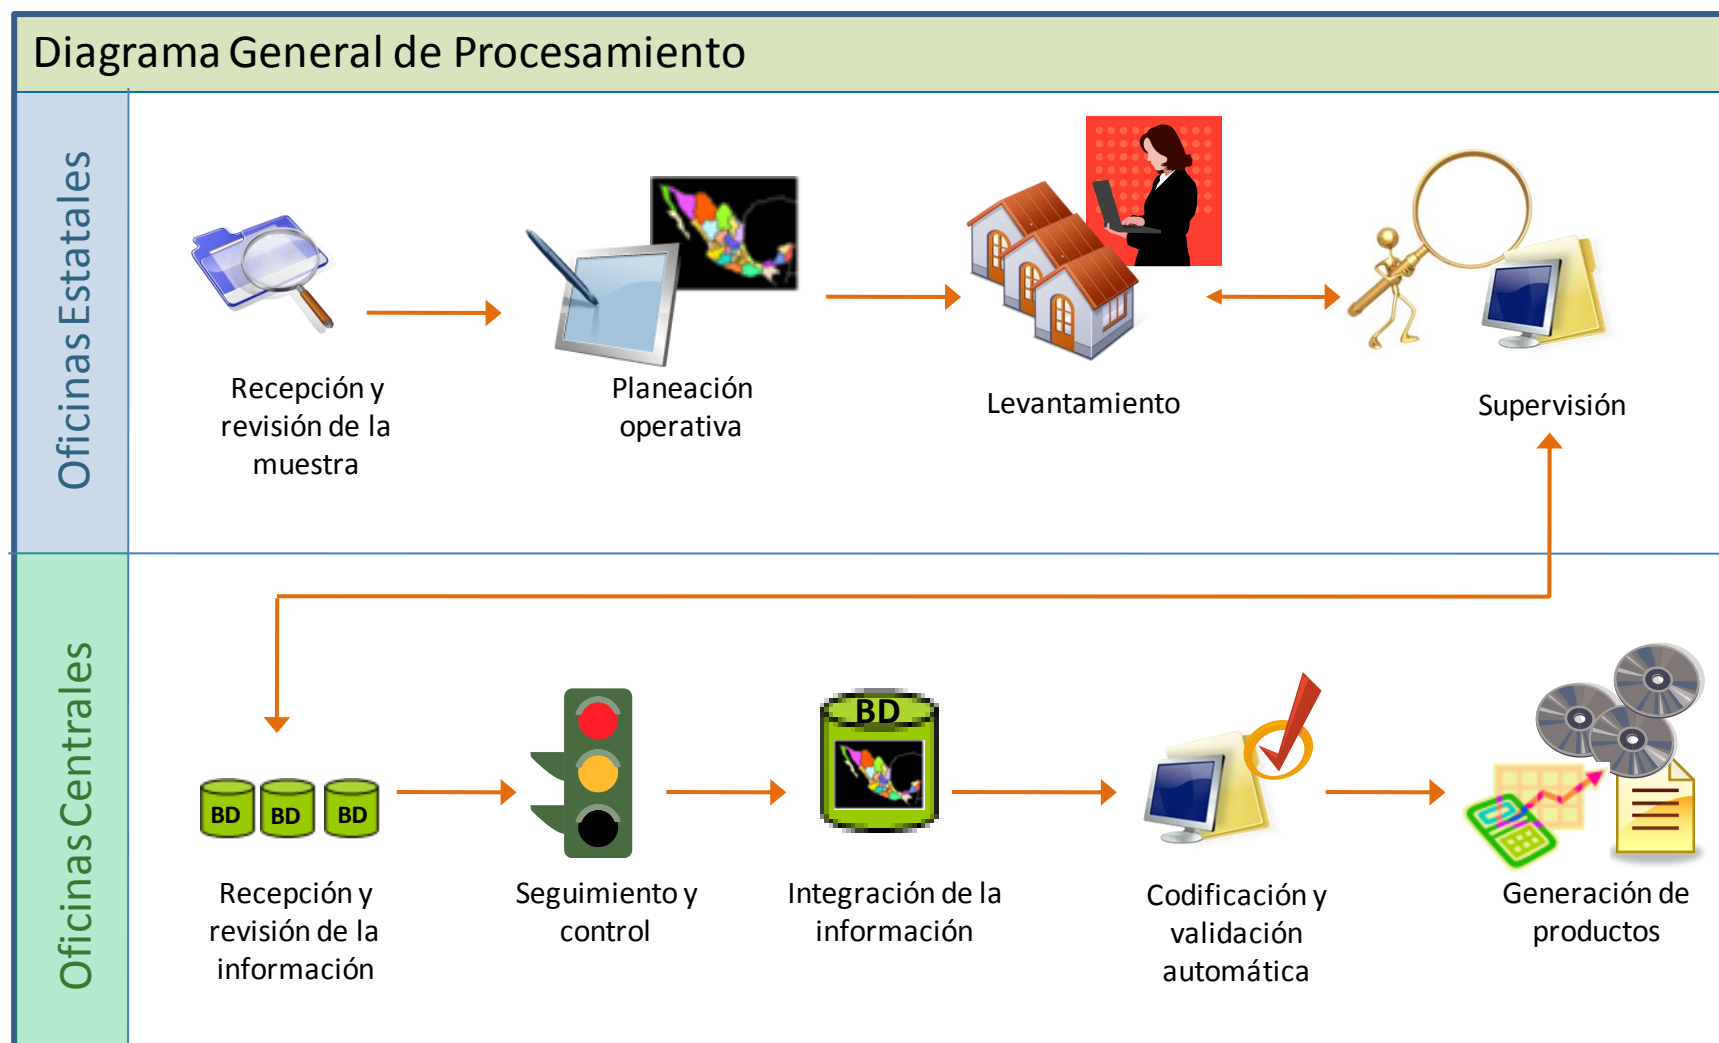 Diagrama General de Procesamiento
Oficinas Estatales
Recepción y
revisión de la
muestra
Planeación
operativa
Levantamiento
Supervisión
Oficinas Centrales
BD
BD
BD
BD
Recepción y
revisión de la
información
Seguimiento y
control
Integración de la
información
Codificación y
validación
automática
Generación de
productos